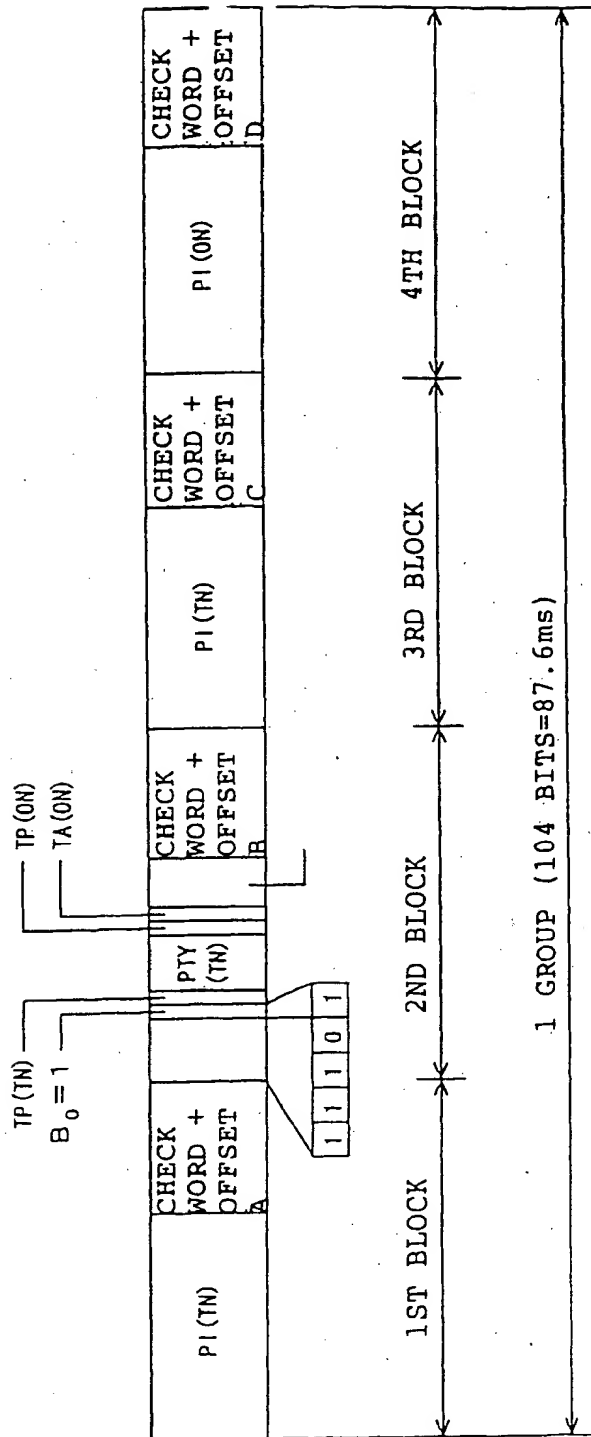 TP(TN)
B0=1
TP(ON)
TA(ON)
PI(TN)
CHECK
WORD +
OFFSET
A
PTY
(TN)
CHECK
WORD +
OFFSET
B
PI(TN)
CHECK
WORD +
OFFSET
C
PI(ON)
CHECK
WORD +
OFFSET
D
1 1 1 0 1
1ST BLOCK
2ND BLOCK
3RD BLOCK
4TH BLOCK
1 GROUP (104 BITS=87.6ms)